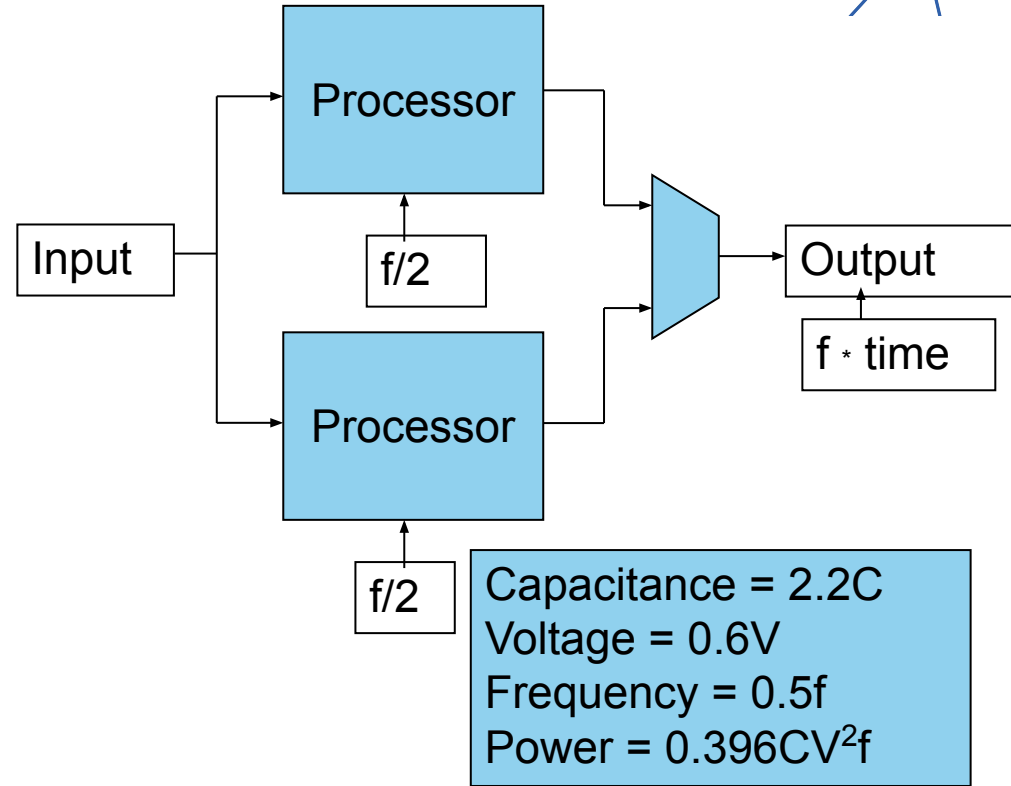 Processor
f/2
Input
Output
f * time
Processor
f/2
Capacitance = 2.2C
Voltage = 0.6V
Frequency = 0.5f
Power = 0.396CV²f